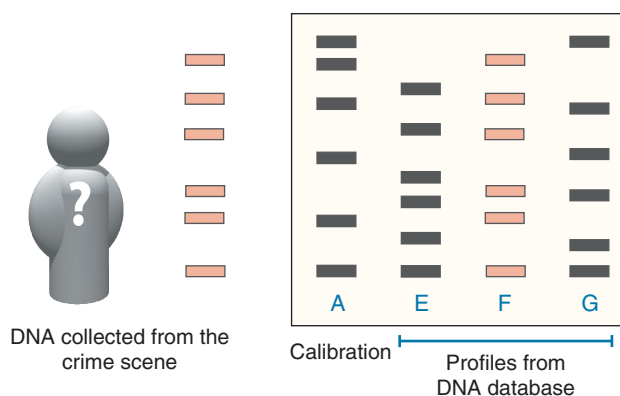 ?
DNA collected from the
crime scene
A E F G
Calibration
Profiles from
DNA database